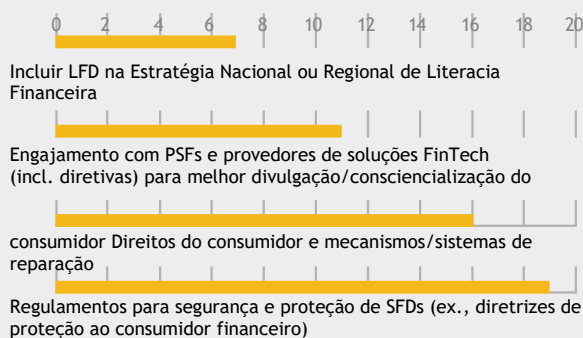 0 2 4 6 8 10 12 14 16 18 20
Incluir LFD na Estratégia Nacional ou Regional de Literacia
Financeira
Engajamento com PSFs e provedores de soluções FinTech
(incl. diretivas) para melhor divulgação/consciencialização do
consumidor Direitos do consumidor e mecanismos/sistemas de
reparação
Regulamentos para segurança e proteção de SFDs (ex., diretrizes de
proteção ao consumidor financeiro)